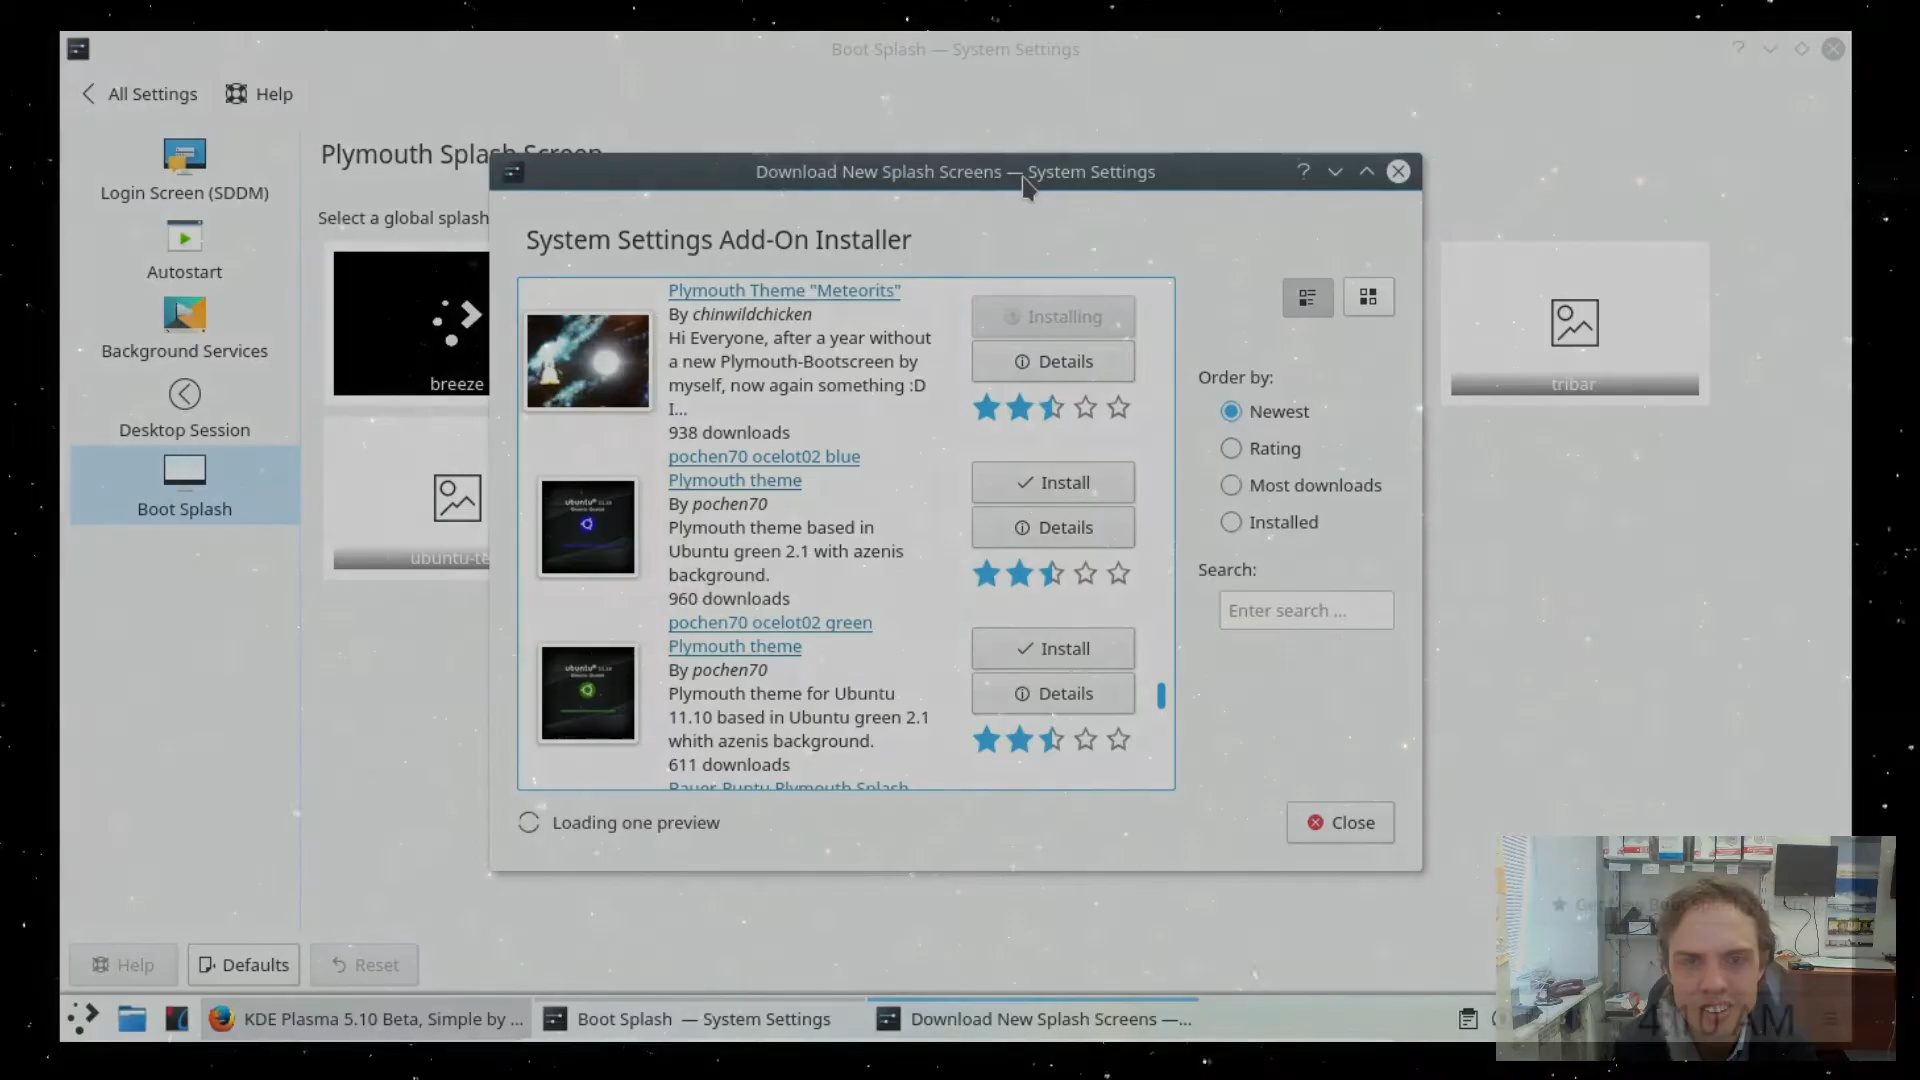 Boot Splash — System Settings
All Settings
Help
Login Screen (SDDM)
Autostart
Background Services
Desktop Session
Boot Splash
Plymouth Splash Screen
Select a global splash
breeze
tribar
Download New Splash Screens — System Settings
System Settings Add-On Installer
Plymouth Theme "Meteorits"
By chinwildchicken
Hi Everyone, after a year without
a new Plymouth-Bootscreen by
myself, now again something :D
I...
938 downloads
Installing
Details
pochen70 ocelot02 blue
Plymouth theme
By pochen70
Plymouth theme based in
Ubuntu green 2.1 with azenis
background.
960 downloads
Install
Details
pochen70 ocelot02 green
Plymouth theme
By pochen70
Plymouth theme for Ubuntu
11.10 based in Ubuntu green 2.1
whith azenis background.
611 downloads
Install
Details
Order by:
Newest
Rating
Most downloads
Installed
Search:
Enter search ...
Loading one preview
Close
Help
Defaults
Reset
KDE Plasma 5.10 Beta, Simple by ...
Boot Splash — System Settings
Download New Splash Screens —...
4:10 AM